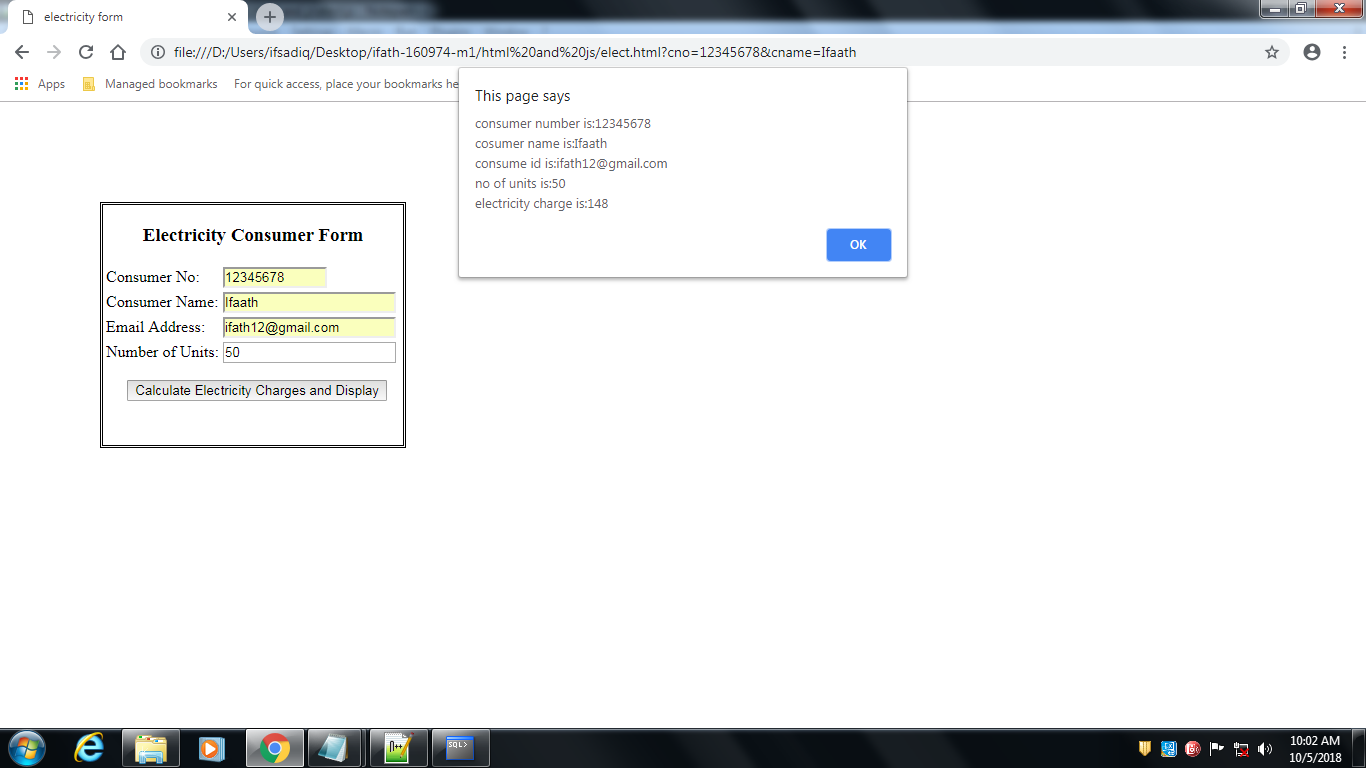 electricity form
file:///D:/Users/ifsadiq/Desktop/ifath-160974-m1/html%20and%20js/elect.html?cno=12345678&cname=Ifaath
Apps Managed bookmarks For quick access, place your bookmarks he
This page says
consumer number is:12345678
cosumer name is:Ifaath
consume id is:ifath12@gmail.com
no of units is:50
electricity charge is:148
OK
Electricity Consumer Form
Consumer No: 12345678
Consumer Name: Ifaath
Email Address: ifath12@gmail.com
Number of Units: 50
Calculate Electricity Charges and Display
SQL>
10:02 AM
10/5/2018